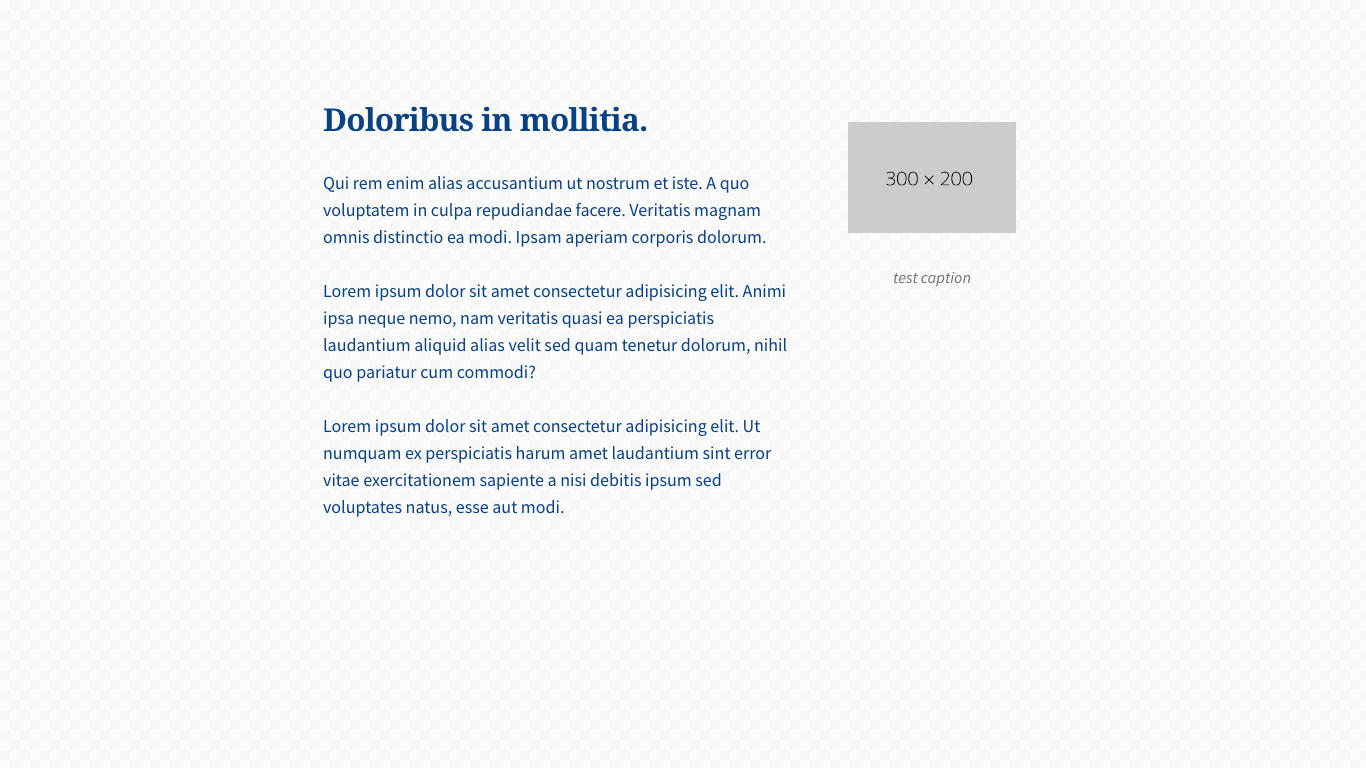 Doloribus in mollitia.
Qui rem enim alias accusantium ut nostrum et iste. A quo
voluptatem in culpa repudiandae facere. Veritatis magnam
omnis distinctio ea modi. Ipsam aperiam corporis dolorum.
Lorem ipsum dolor sit amet consectetur adipisicing elit. Animi
ipsa neque nemo, nam veritatis quasi ea perspiciatis
laudantium aliquid alias velit sed quam tenetur dolorum, nihil
quo pariatur cum commodi?
Lorem ipsum dolor sit amet consectetur adipisicing elit. Ut
numquam ex perspiciatis harum amet laudantium sint error
vitae exercitationem sapiente a nisi debitis ipsum sed
voluptates natus, esse aut modi.
300 × 200
test caption